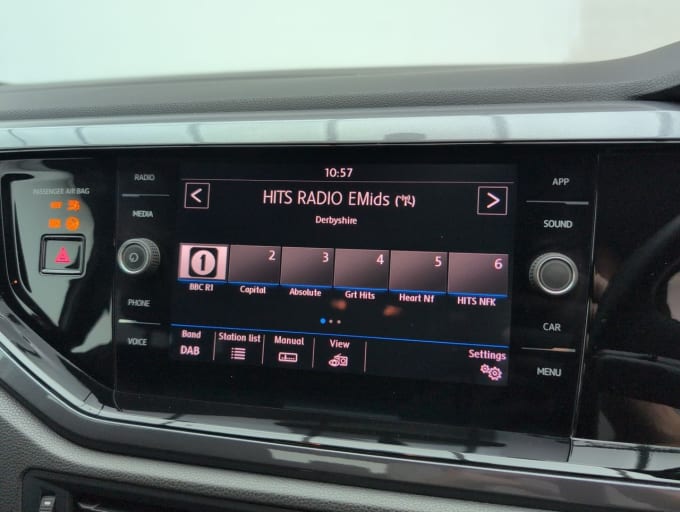 10:57
HITS RADIO EMids
Derbyshire
1 2 3 4 5 6
BBC R1 Capital Absolute Grt Hits Heart Nf HITS NFK
Band Station list Manual View Settings
DAB
PASSENGER AIR BAG
RADIO
MEDIA
PHONE
VOICE
APP
SOUND
CAR
MENU